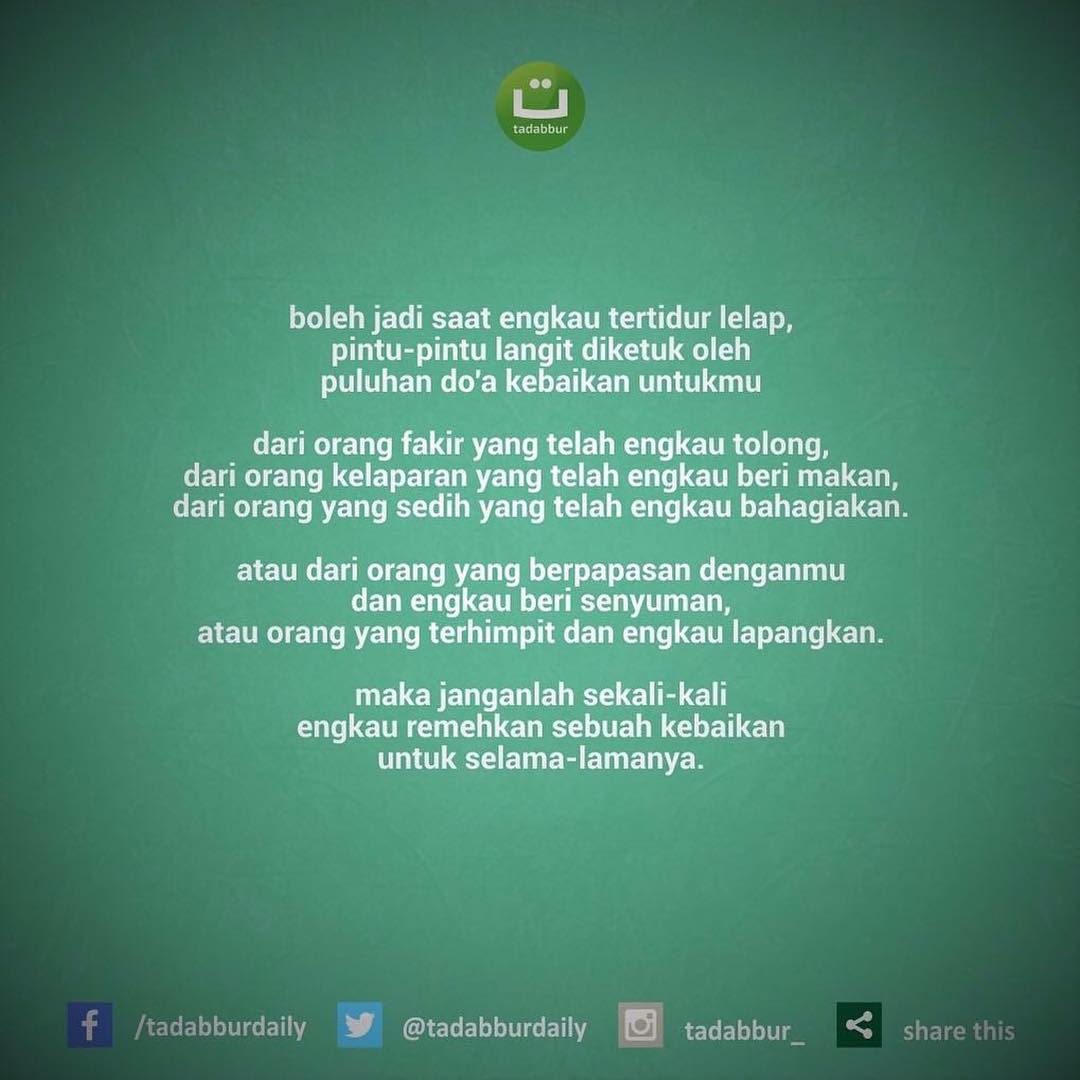 ت
tadabbur
boleh jadi saat engkau tertidur lelap,
pintu-pintu langit diketuk oleh
puluhan do'a kebaikan untukmu
dari orang fakir yang telah engkau tolong,
dari orang kelaparan yang telah engkau beri makan,
dari orang yang sedih yang telah engkau bahagiakan.
atau dari orang yang berpapasan denganmu
dan engkau beri senyuman,
atau orang yang terhimpit dan engkau lapangkan.
maka janganlah sekali-kali
engkau remehkan sebuah kebaikan
untuk selama-lamanya.
f /tadabburdaily @tadabburdaily tadabbur_ share this